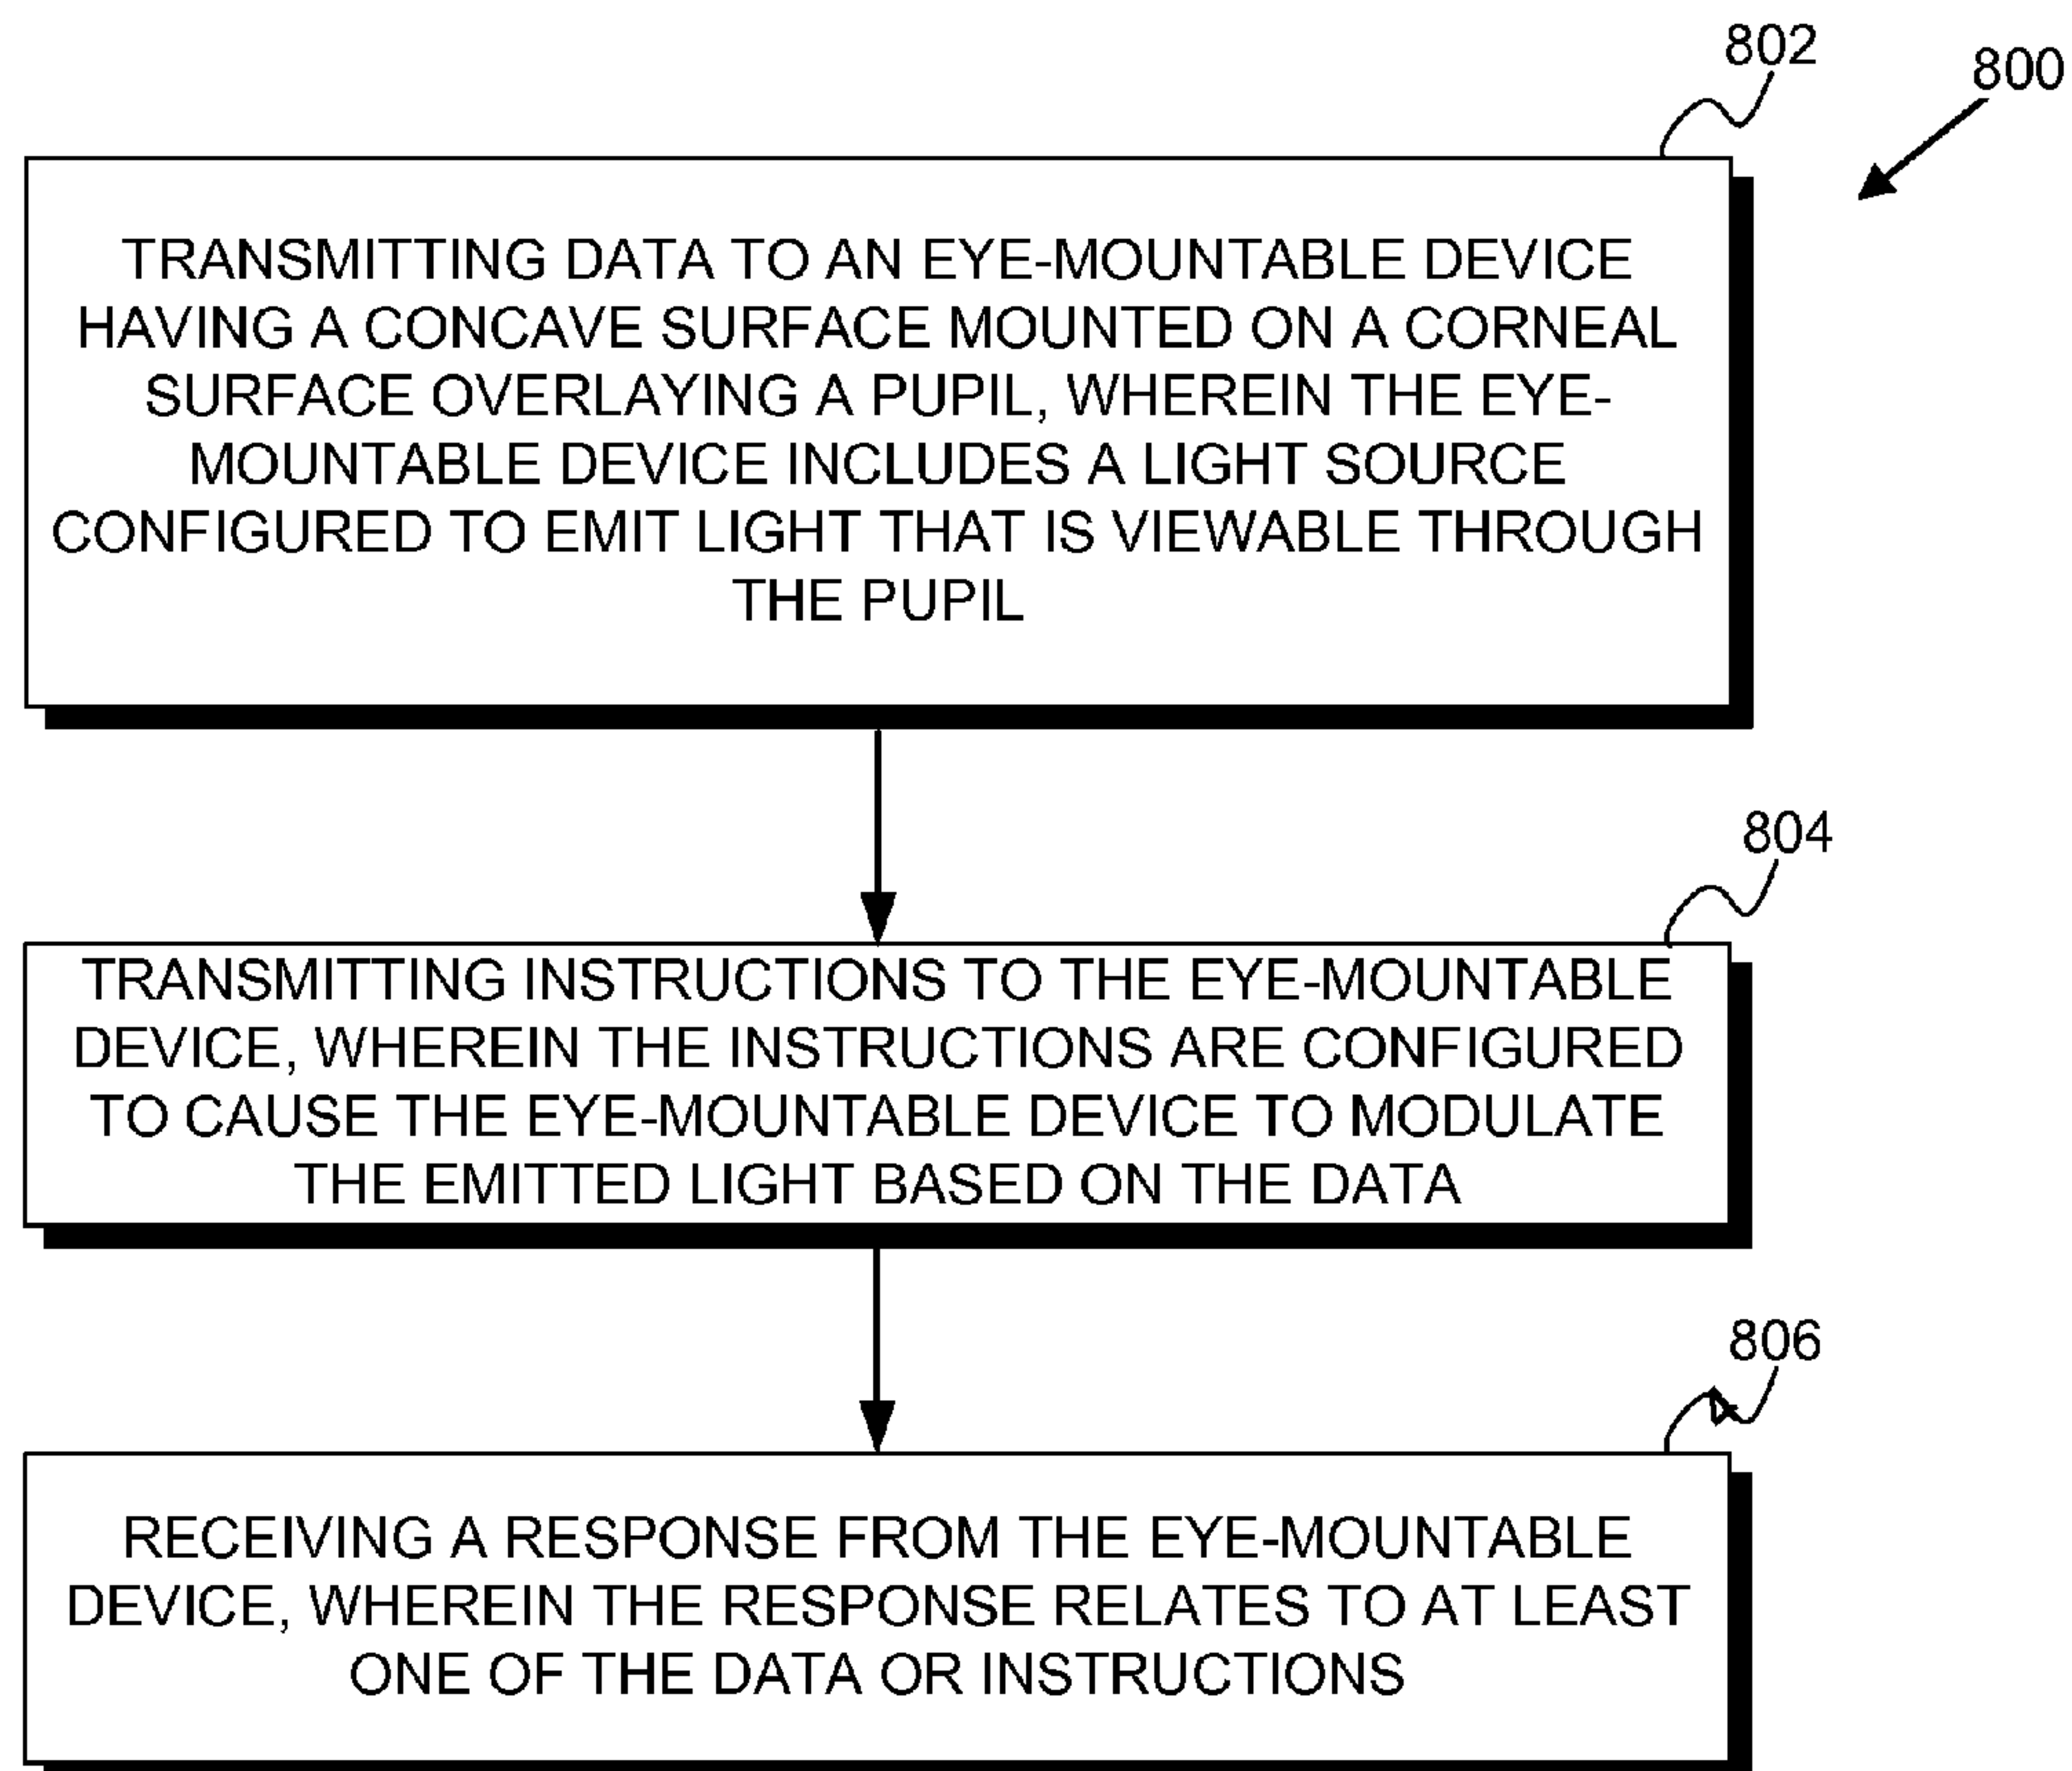 802
800
TRANSMITTING DATA TO AN EYE-MOUNTABLE DEVICE
HAVING A CONCAVE SURFACE MOUNTED ON A CORNEAL
SURFACE OVERLAYING A PUPIL, WHEREIN THE EYE-
MOUNTABLE DEVICE INCLUDES A LIGHT SOURCE
CONFIGURED TO EMIT LIGHT THAT IS VIEWABLE THROUGH
THE PUPIL
804
TRANSMITTING INSTRUCTIONS TO THE EYE-MOUNTABLE
DEVICE, WHEREIN THE INSTRUCTIONS ARE CONFIGURED
TO CAUSE THE EYE-MOUNTABLE DEVICE TO MODULATE
THE EMITTED LIGHT BASED ON THE DATA
806
RECEIVING A RESPONSE FROM THE EYE-MOUNTABLE
DEVICE, WHEREIN THE RESPONSE RELATES TO AT LEAST
ONE OF THE DATA OR INSTRUCTIONS